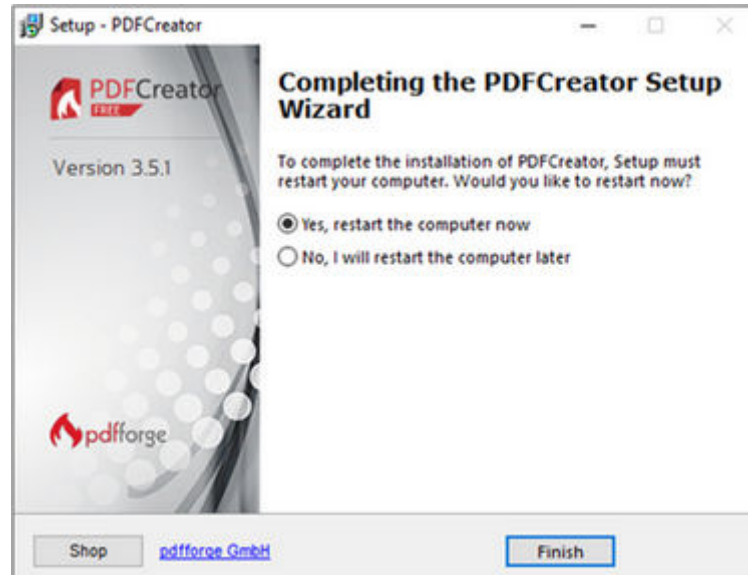 Setup - PDFCreator
PDFCreator
FREE
Version 3.5.1
Completing the PDFCreator Setup
Wizard
To complete the installation of PDFCreator, Setup must
restart your computer. Would you like to restart now?
Yes, restart the computer now
No, I will restart the computer later
pdfforge
Shop
pdfforge GmbH
Finish